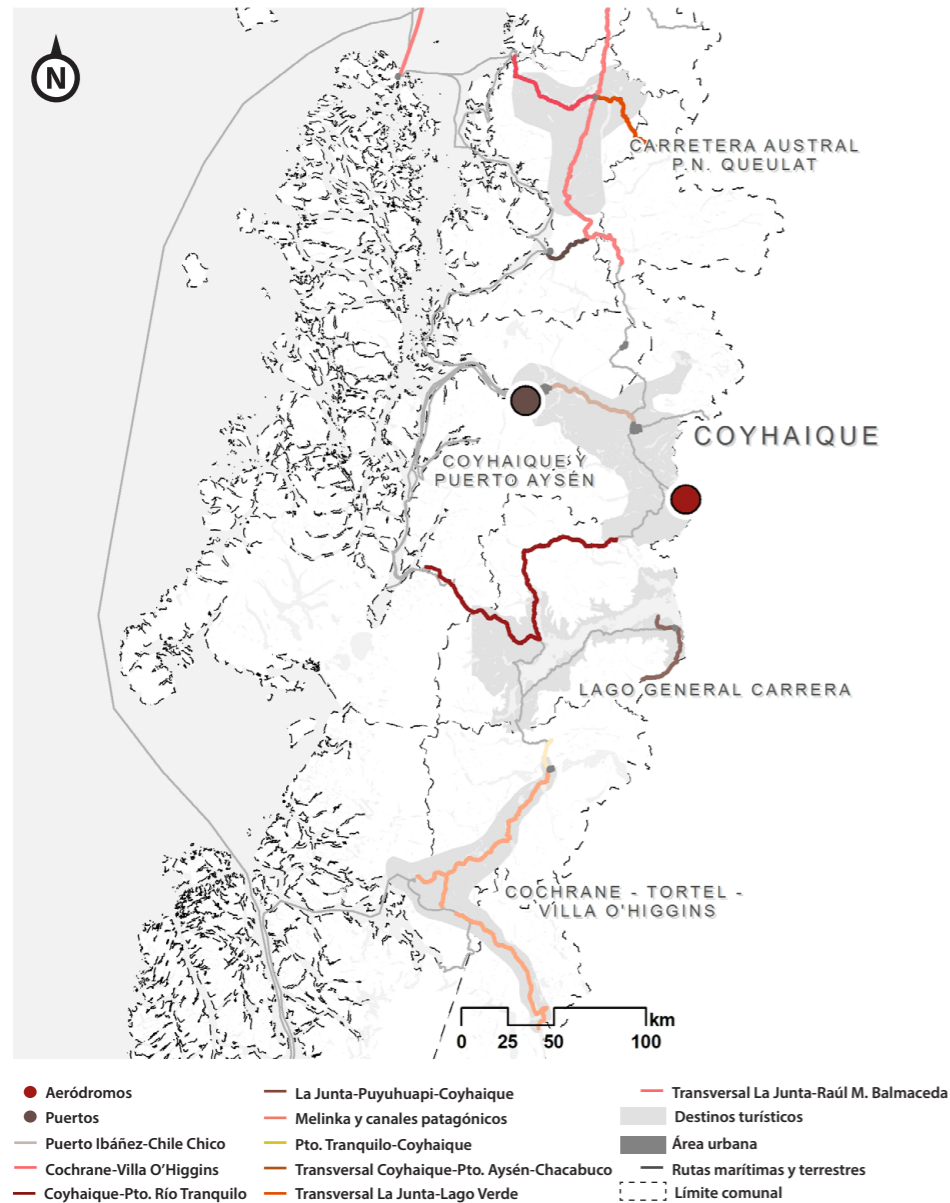 N
CARRETERA AUSTRAL
P.N. QUEULAT
COYHAIQUE
COYHAIQUE Y
PUERTO AYSÉN
LAGO GENERAL CARRERA
COCHRANE - TORTEL -
VILLA O'HIGGINS
km
0 25 50 100
Aeródromos
Puertos
Puerto Ibáñez-Chile Chico
Cochrane-Villa O’Higgins
Coyhaique-Pto. Río Tranquilo
La Junta-Puyuhuapi-Coyhaique
Melinka y canales patagónicos
Pto. Tranquilo-Coyhaique
Transversal Coyhaique-Pto. Aysén-Chacabuco
Transversal La Junta-Lago Verde
Transversal La Junta-Raúl M. Balmaceda
Destinos turísticos
Área urbana
Rutas marítimas y terrestres
Límite comunal